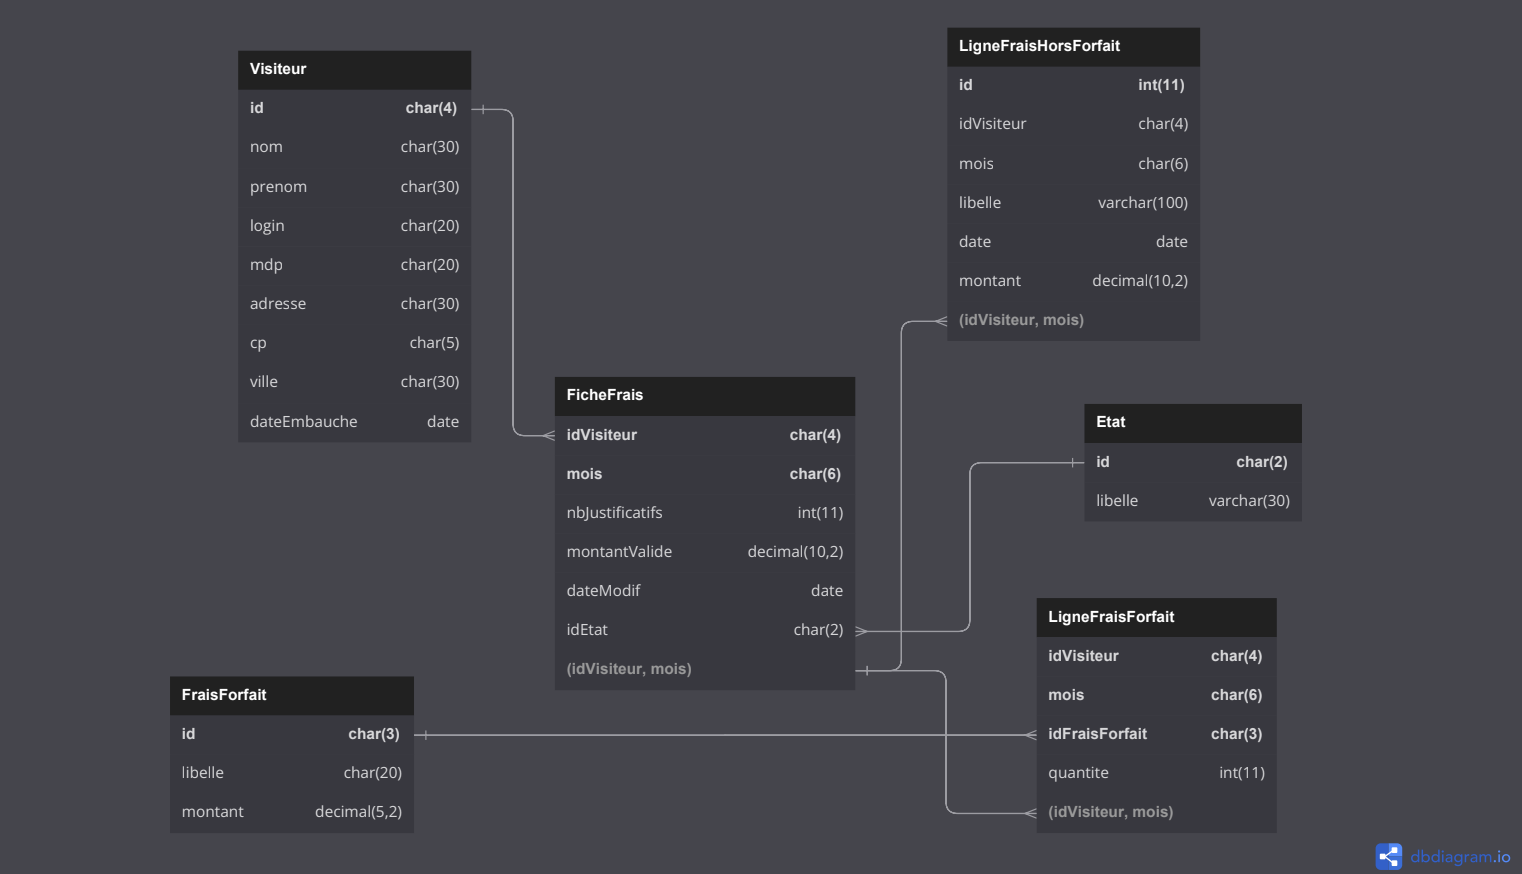 Visiteur
id char(4)
nom char(30)
prenom char(30)
login char(20)
mdp char(20)
adresse char(30)
cp char(5)
ville char(30)
dateEmbauche date
LigneFraisHorsForfait
id int(11)
idVisiteur char(4)
mois char(6)
libelle varchar(100)
date date
montant decimal(10,2)
(idVisiteur, mois)
FicheFrais
idVisiteur char(4)
mois char(6)
nbJustificatifs int(11)
montantValide decimal(10,2)
dateModif date
idEtat char(2)
(idVisiteur, mois)
Etat
id char(2)
libelle varchar(30)
FraisForfait
id char(3)
libelle char(20)
montant decimal(5,2)
LigneFraisForfait
idVisiteur char(4)
mois char(6)
idFraisForfait char(3)
quantite int(11)
(idVisiteur, mois)
dbdiagram.io